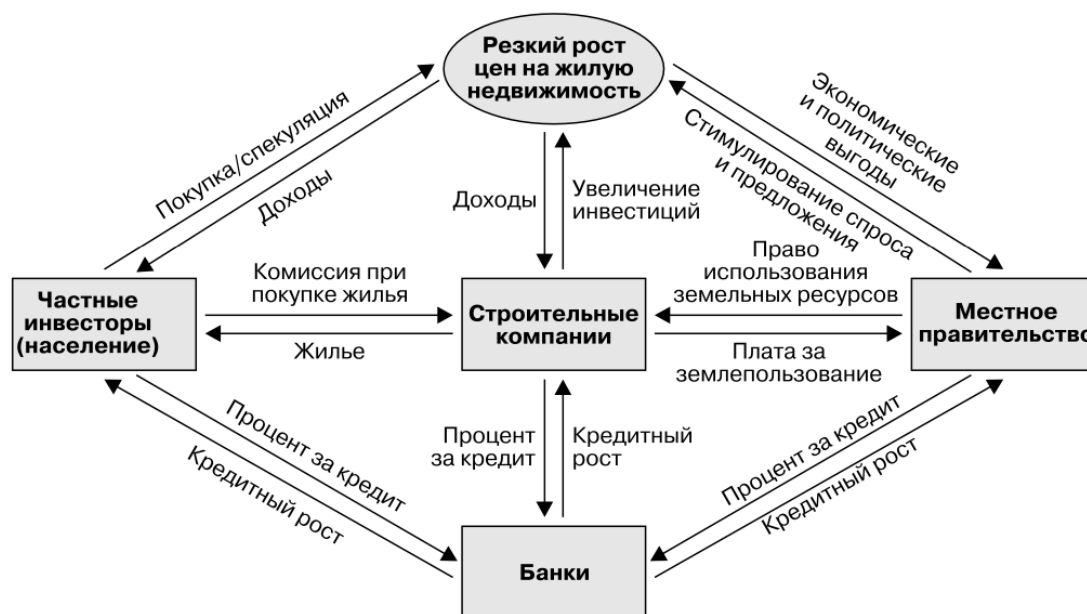 Резкий рост
цен на жилую
недвижимость
Покупка/спекуляция
Доходы
Доходы
Увеличение
инвестиций
Экономические
и политические
выгоды
Стимулирование спроса
и предложения
Частные
инвесторы
(население)
Комиссия при
покупке жилья
Жилье
Строительные
компании
Право
использования
земельных ресурсов
Плата за
землепользование
Местное
правительство
Процент за кредит
Кредитный рост
Процент
за кредит
Кредитный
рост
Процент за кредит
Кредитный рост
Банки